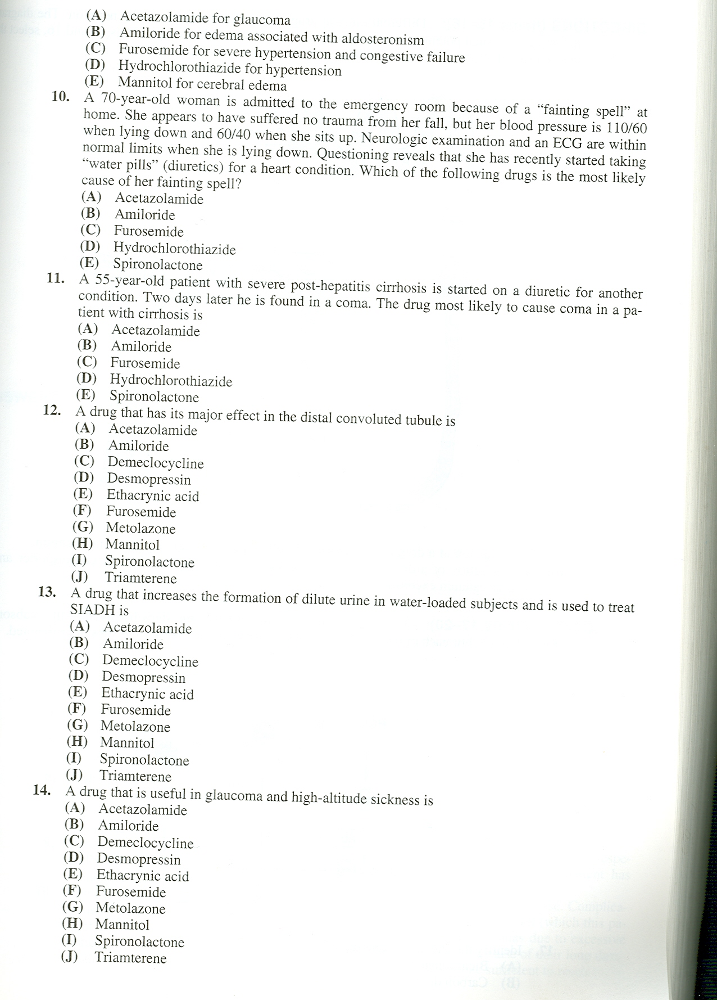 (A) Acetazolamide for glaucoma
(B) Amiloride for edema associated with aldosteronism
(C) Furosemide for severe hypertension and congestive failure
(D) Hydrochlorothiazide for hypertension
(E) Mannitol for cerebral edema
10. A 70-year-old woman is admitted to the emergency room because of a “fainting spell” at
home. She appears to have suffered no trauma from her fall, but her blood pressure is 110/60
when lying down and 60/40 when she sits up. Neurologic examination and an ECG are within
normal limits when she is lying down. Questioning reveals that she has recently started taking
“water pills” (diuretics) for a heart condition. Which of the following drugs is the most likely
cause of her fainting spell?
(A) Acetazolamide
(B) Amiloride
(C) Furosemide
(D) Hydrochlorothiazide
(E) Spironolactone
11. A 55-year-old patient with severe post-hepatitis cirrhosis is started on a diuretic for another
condition. Two days later he is found in a coma. The drug most likely to cause coma in a pa-
tient with cirrhosis is
(A) Acetazolamide
(B) Amiloride
(C) Furosemide
(D) Hydrochlorothiazide
(E) Spironolactone
12. A drug that has its major effect in the distal convoluted tubule is
(A) Acetazolamide
(B) Amiloride
(C) Demeclocycline
(D) Desmopressin
(E) Ethacrynic acid
(F) Furosemide
(G) Metolazone
(H) Mannitol
(I) Spironolactone
(J) Triamterene
13. A drug that increases the formation of dilute urine in water-loaded subjects and is used to treat
SIADH is
(A) Acetazolamide
(B) Amiloride
(C) Demeclocycline
(D) Desmopressin
(E) Ethacrynic acid
(F) Furosemide
(G) Metolazone
(H) Mannitol
(I) Spironolactone
(J) Triamterene
14. A drug that is useful in glaucoma and high-altitude sickness is
(A) Acetazolamide
(B) Amiloride
(C) Demeclocycline
(D) Desmopressin
(E) Ethacrynic acid
(F) Furosemide
(G) Metolazone
(H) Mannitol
(I) Spironolactone
(J) Triamterene